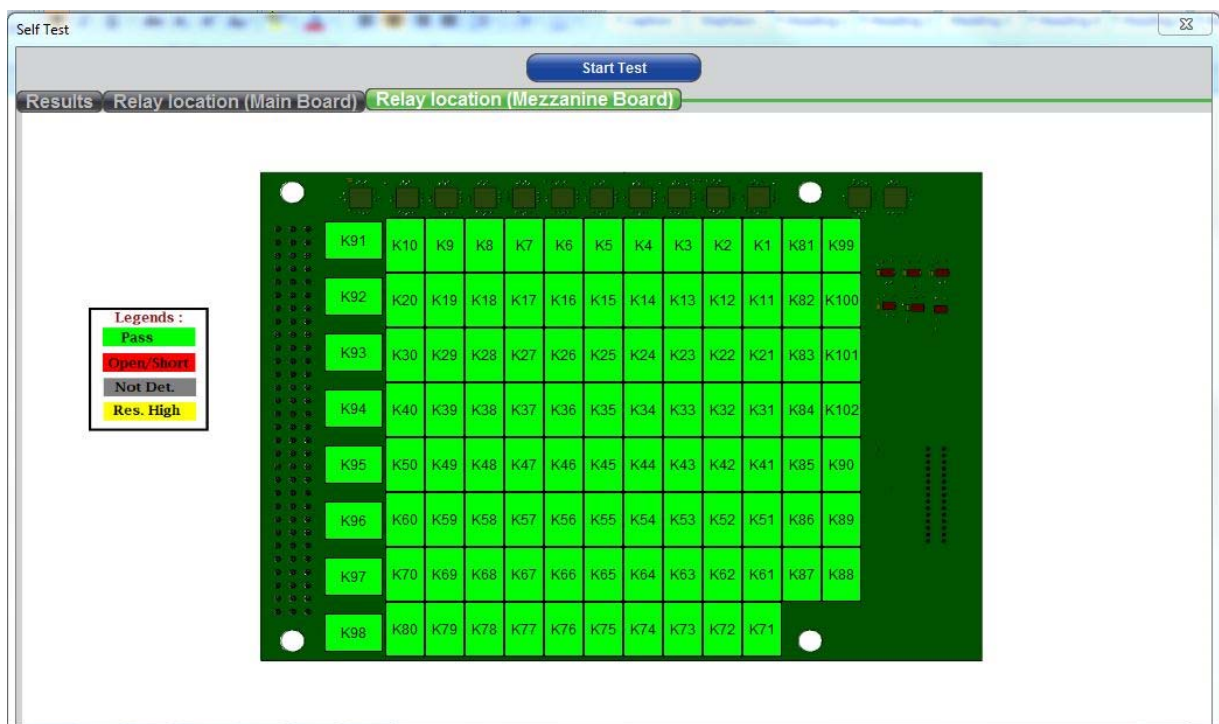 Self Test
Start Test
Results Relay location (Main Board) Relay location (Mezzanine Board)
Legends :
Pass
Open/Short
Not Det.
Res. High
K91 K10 K9 K8 K7 K6 K5 K4 K3 K2 K1 K81 K99
K92 K20 K19 K18 K17 K16 K15 K14 K13 K12 K11 K82 K100
K93 K30 K29 K28 K27 K26 K25 K24 K23 K22 K21 K83 K101
K94 K40 K39 K38 K37 K36 K35 K34 K33 K32 K31 K84 K102
K95 K50 K49 K48 K47 K46 K45 K44 K43 K42 K41 K85 K90
K96 K60 K59 K58 K57 K56 K55 K54 K53 K52 K51 K86 K89
K97 K70 K69 K68 K67 K66 K65 K64 K63 K62 K61 K87 K88
K98 K80 K79 K78 K77 K76 K75 K74 K73 K72 K71